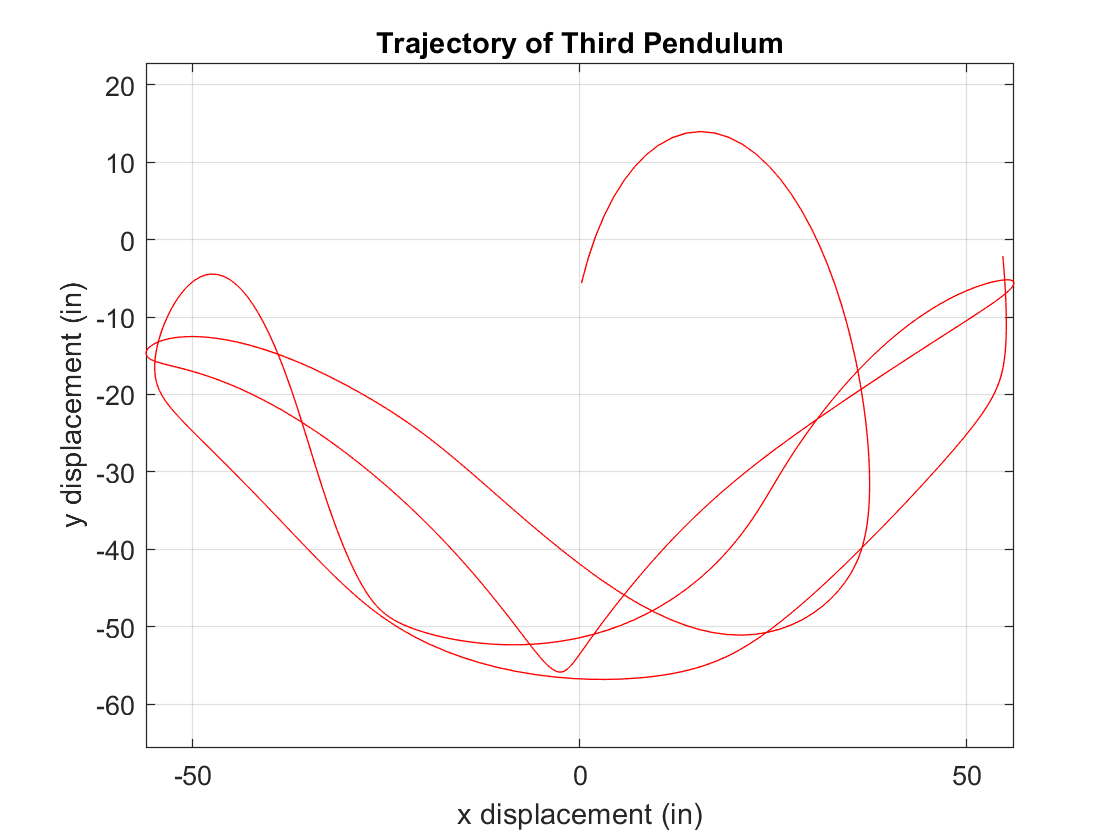 Trajectory of Third Pendulum
20
10
0
-10
-20
-30
-40
-50
-60
y displacement (in)
-50 0 50
x displacement (in)